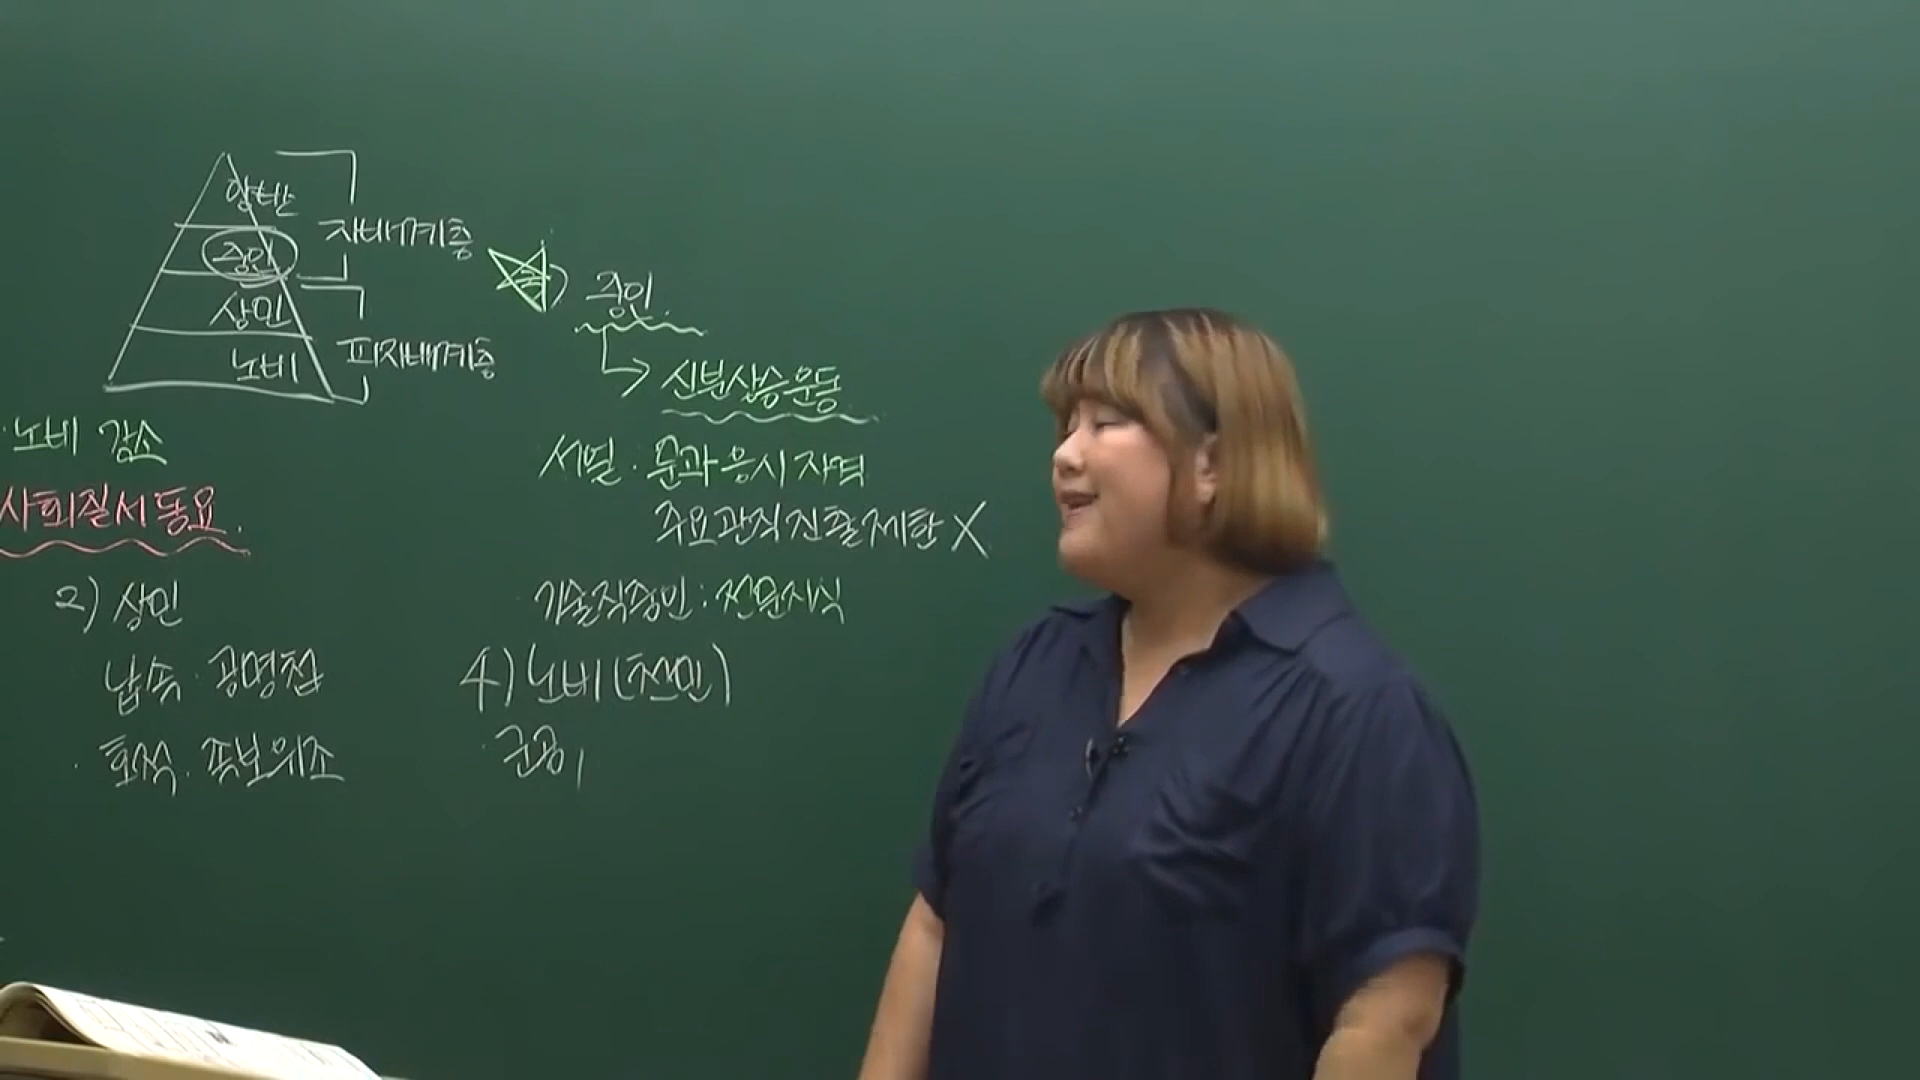 양반
중인
상민
노비
지배계층
피지배계층
노비 감소
사회질서 동요.
2) 상민
납속. 공명첩
· 호적. 족보위조
중인.
신분상승운동
서얼. 문과 응시 자격
주요관직 진출 제한 X
· 기술직중인 : 전문지식
4) 노비 (천민)
· 군공,